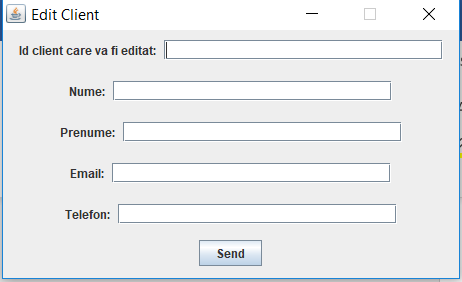 Edit Client
Id client care va fi editat:
Nume:
Prenume:
Email:
Telefon:
Send